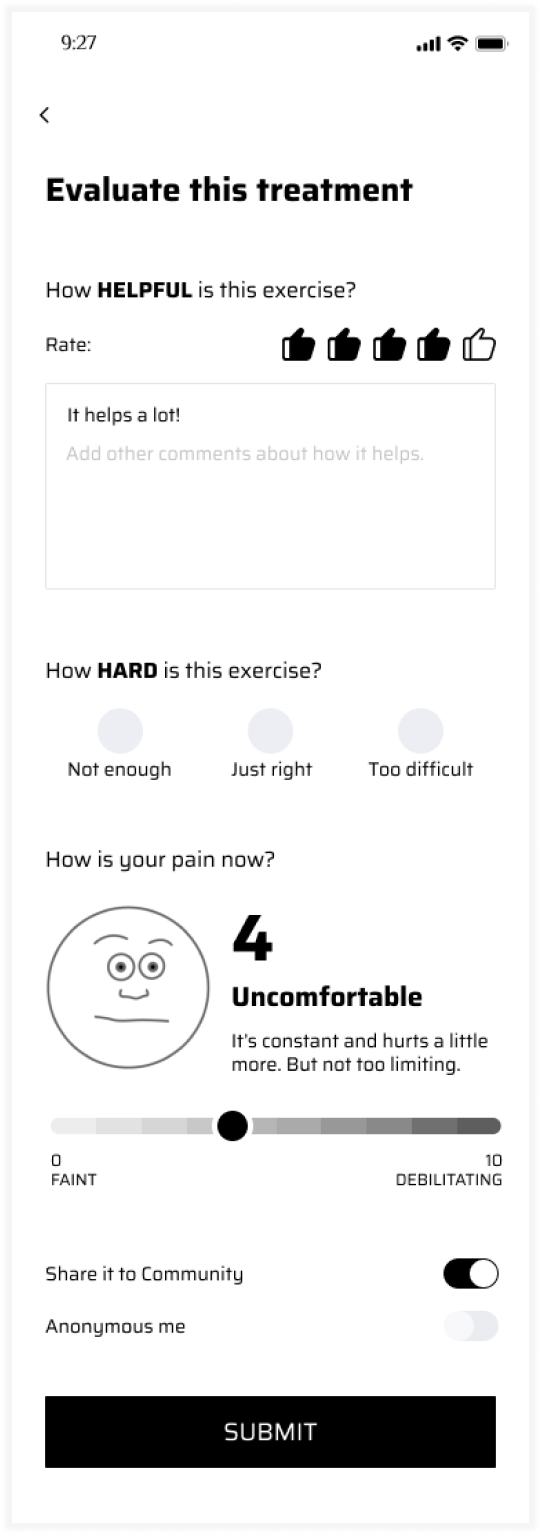 9:27
Evaluate this treatment
How HELPFUL is this exercise?
Rate:
It helps a lot!
Add other comments about how it helps.
How HARD is this exercise?
Not enough
Just right
Too difficult
How is your pain now?
4
Uncomfortable
It's constant and hurts a little
more. But not too limiting.
0
10
FAINT
DEBILITATING
Share it to Community
Anonymous me
SUBMIT